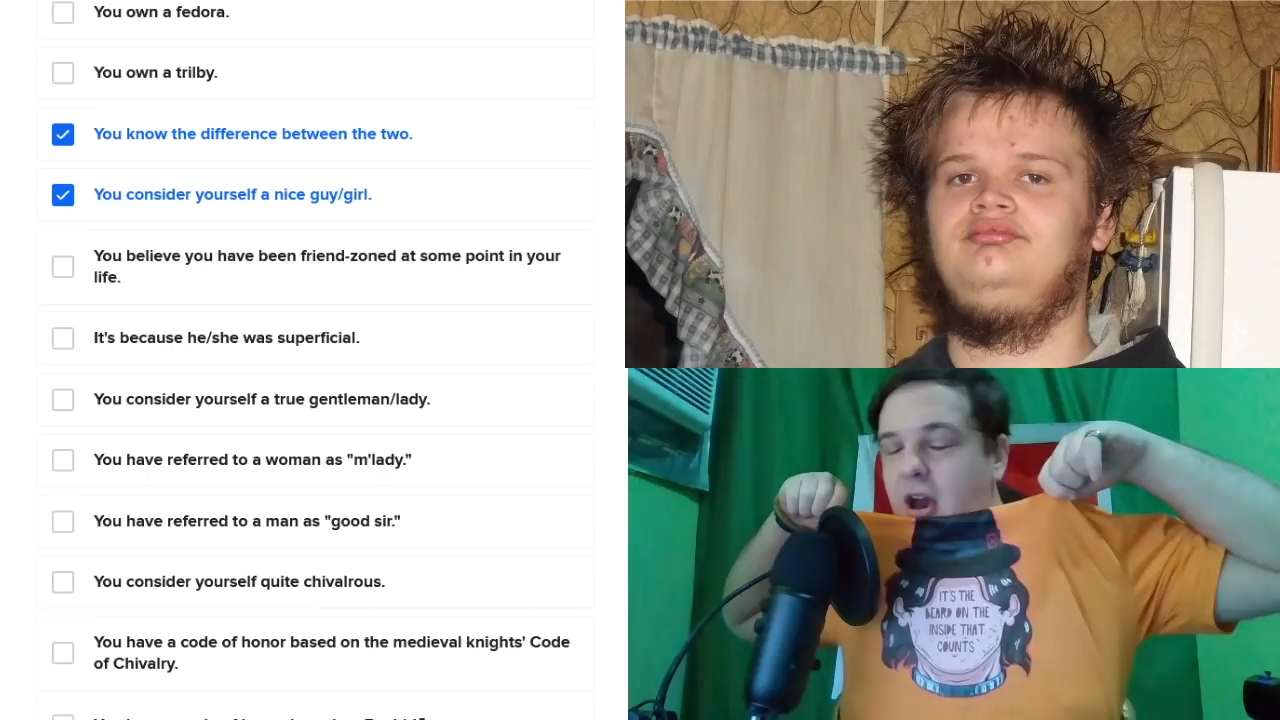 You own a fedora.
You own a trilby.
You know the difference between the two.
You consider yourself a nice guy/girl.
You believe you have been friend-zoned at some point in your
life.
It's because he/she was superficial.
You consider yourself a true gentleman/lady.
You have referred to a woman as "m'lady."
You have referred to a man as "good sir."
You consider yourself quite chivalrous.
You have a code of honor based on the medieval knights' Code
of Chivalry.
IT'S THE
BEARD ON THE
INSIDE THAT
COUNTS